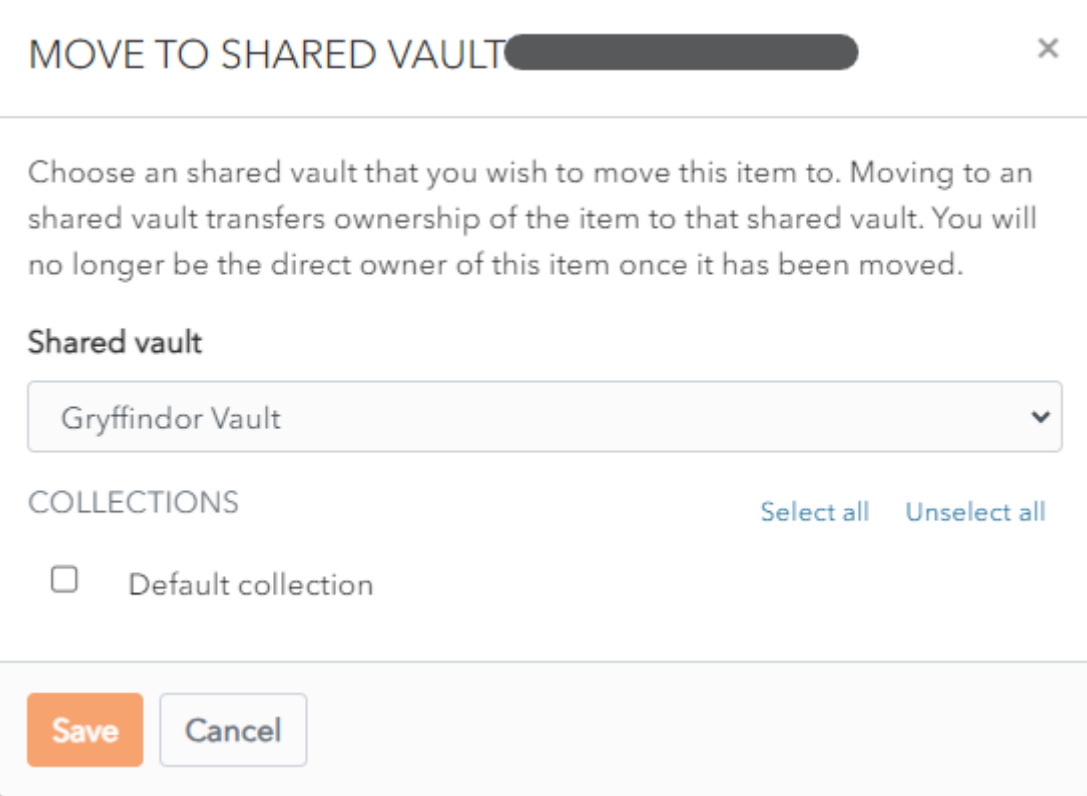 MOVE TO SHARED VAULT
Choose an shared vault that you wish to move this item to. Moving to an
shared vault transfers ownership of the item to that shared vault. You will
no longer be the direct owner of this item once it has been moved.
Shared vault
Gryffindor Vault
COLLECTIONS
Select all Unselect all
Default collection
Save Cancel